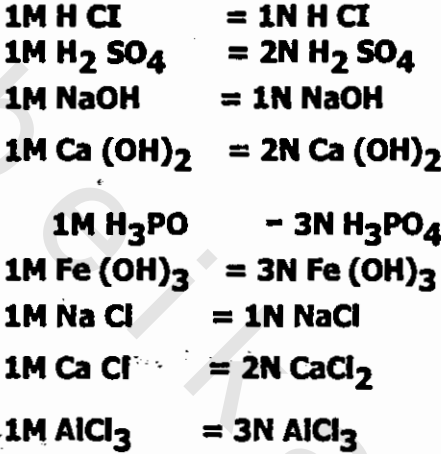 1M H CI = 1N H CI
1M H₂ SO₄ = 2N H₂ SO₄
1M NaOH = 1N NaOH
1M Ca (OH)₂ = 2N Ca (OH)₂
1M H₃PO - 3N H₃PO₄
1M Fe (OH)₃ = 3N Fe (OH)₃
1M Na Cl = 1N NaCl
1M Ca Cl = 2N CaCl₂
1M AlCl₃ = 3N AlCl₃